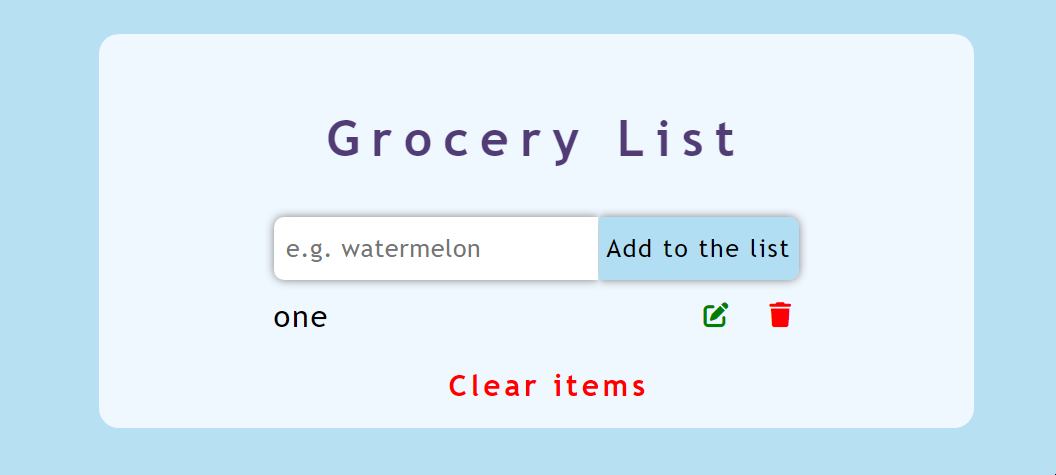 Grocery List
e.g. watermelon
Add to the list
one
Clear items